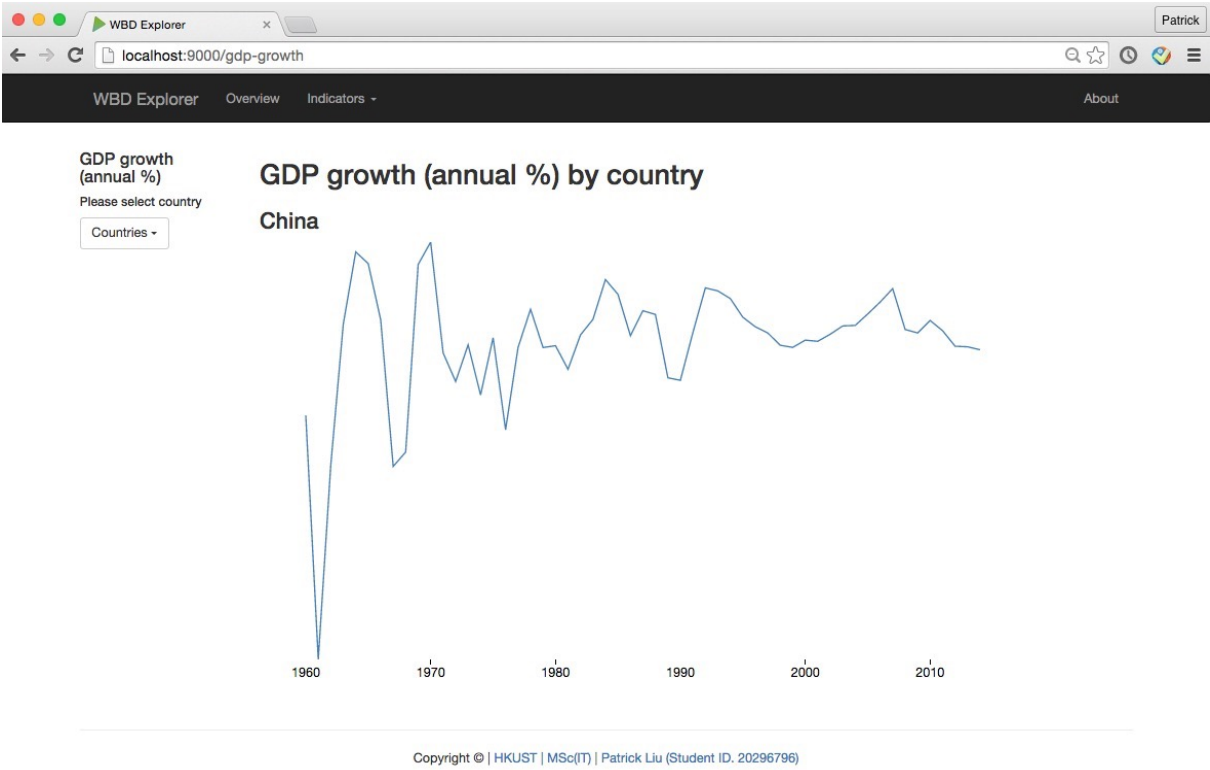 WBD Explorer
Patrick
localhost:9000/gdp-growth
WBD Explorer Overview Indicators About
GDP growth
(annual %)
Please select country
Countries
GDP growth (annual %) by country
China
1960 1970 1980 1990 2000 2010
Copyright © | HKUST | MSc(IT) | Patrick Liu (Student ID. 20296796)